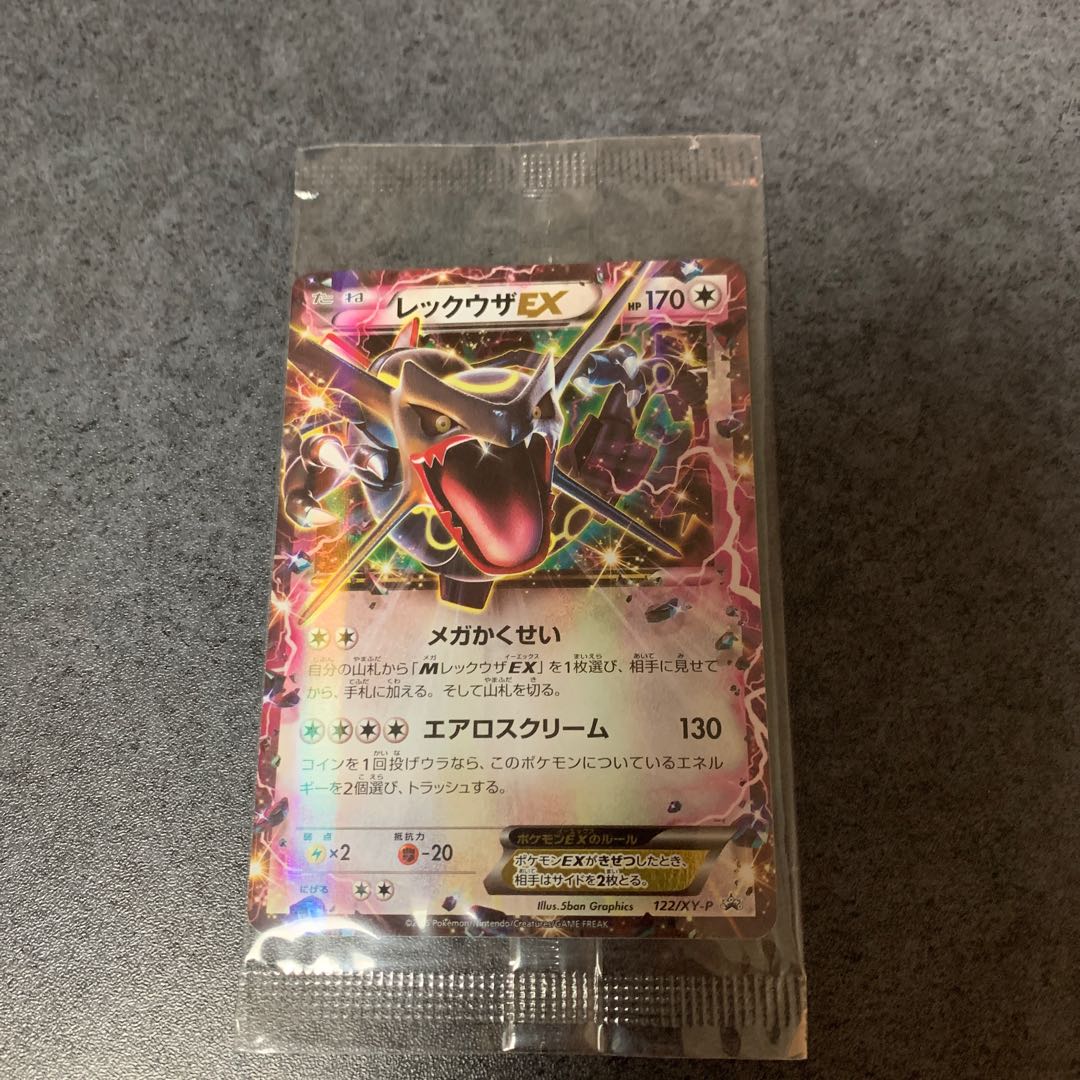 たね レックウザEX HP170
メガかくせい
自分の山札から「MレックウザEX」を1枚選び、相手に見せて
から、手札に加える。そして山札を切る。
エアロスクリーム 130
コインを1回投げウラなら、このポケモンについているエネル
ギーを2個選び、トラッシュする。
弱点 抵抗力
×2 -20
にげる
ポケモンEXのルール
ポケモンEXがきぜつしたとき、
相手はサイドを2枚とる。
Illus.5ban Graphics 122/XY-P
Pokémon/Nintendo/Creatures/GAME FREAK